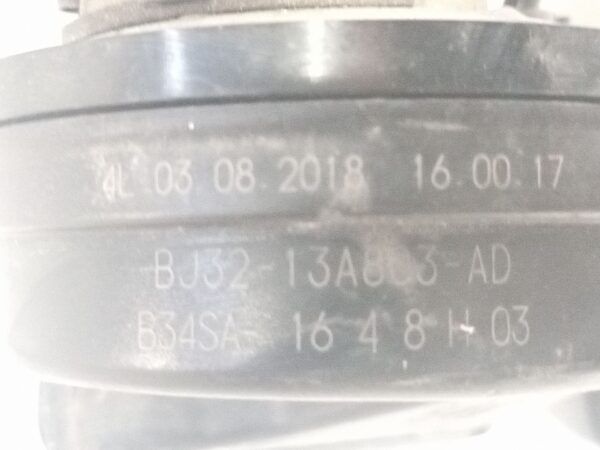 4L 03.08.2018 16.00.17
BJ32-13A803-AD
B34SA- 16 4 8 H 03